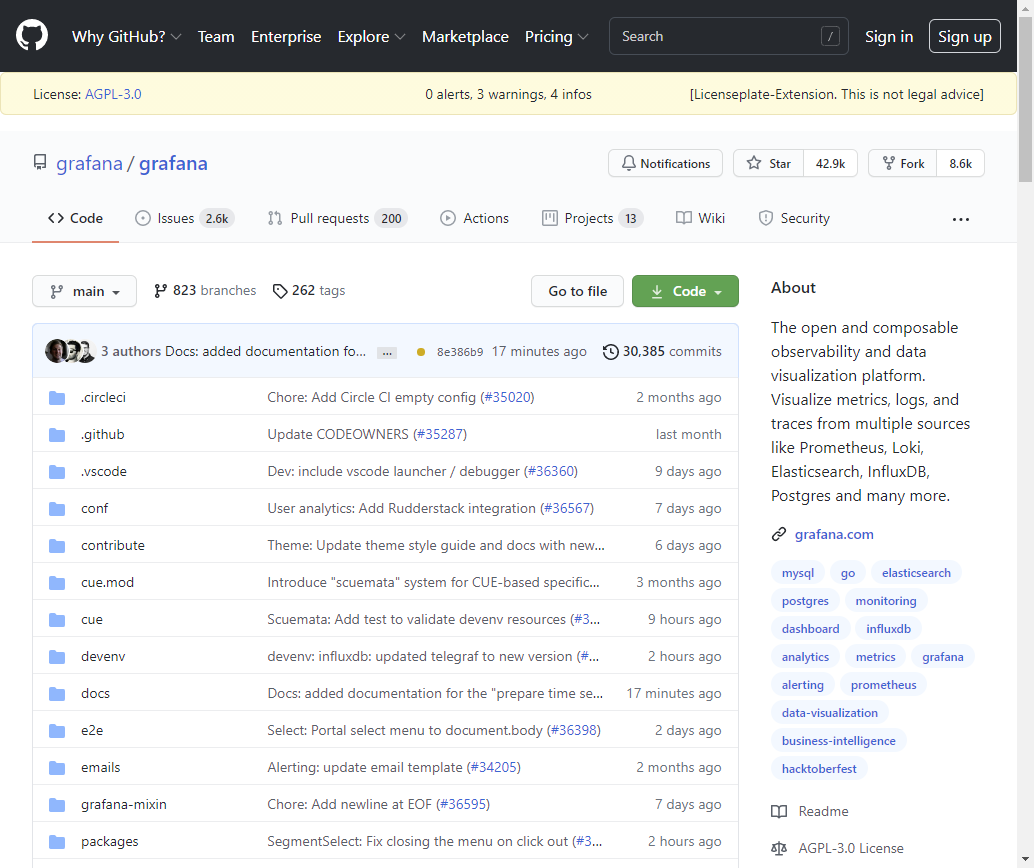 Why GitHub? Team Enterprise Explore Marketplace Pricing Search / Sign in Sign up
License: AGPL-3.0 0 alerts, 3 warnings, 4 infos [Licenseplate-Extension. This is not legal advice]
grafana / grafana Notifications Star 42.9k Fork 8.6k
Code Issues 2.6k Pull requests 200 Actions Projects 13 Wiki Security ...
main 823 branches 262 tags Go to file Code
3 authors Docs: added documentation fo... ... 8e386b9 17 minutes ago 30,385 commits
.circleci Chore: Add Circle CI empty config (#35020) 2 months ago
.github Update CODEOWNERS (#35287) last month
.vscode Dev: include vscode launcher / debugger (#36360) 9 days ago
conf User analytics: Add Rudderstack integration (#36567) 7 days ago
contribute Theme: Update theme style guide and docs with new... 6 days ago
cue.mod Introduce "scuemata" system for CUE-based specific... 3 months ago
cue Scuemata: Add test to validate devenv resources (#3... 9 hours ago
devenv devenv: influxdb: updated telegraf to new version (#... 2 hours ago
docs Docs: added documentation for the "prepare time se... 17 minutes ago
e2e Select: Portal select menu to document.body (#36398) 2 days ago
emails Alerting: update email template (#34205) 2 months ago
grafana-mixin Chore: Add newline at EOF (#36595) 7 days ago
packages SegmentSelect: Fix closing the menu on click out (#3... 2 hours ago
About
The open and composable
observability and data
visualization platform.
Visualize metrics, logs, and
traces from multiple sources
like Prometheus, Loki,
Elasticsearch, InfluxDB,
Postgres and many more.
grafana.com
mysql go elasticsearch
postgres monitoring
dashboard influxdb
analytics metrics grafana
alerting prometheus
data-visualization
business-intelligence
hacktoberfest
Readme
AGPL-3.0 License